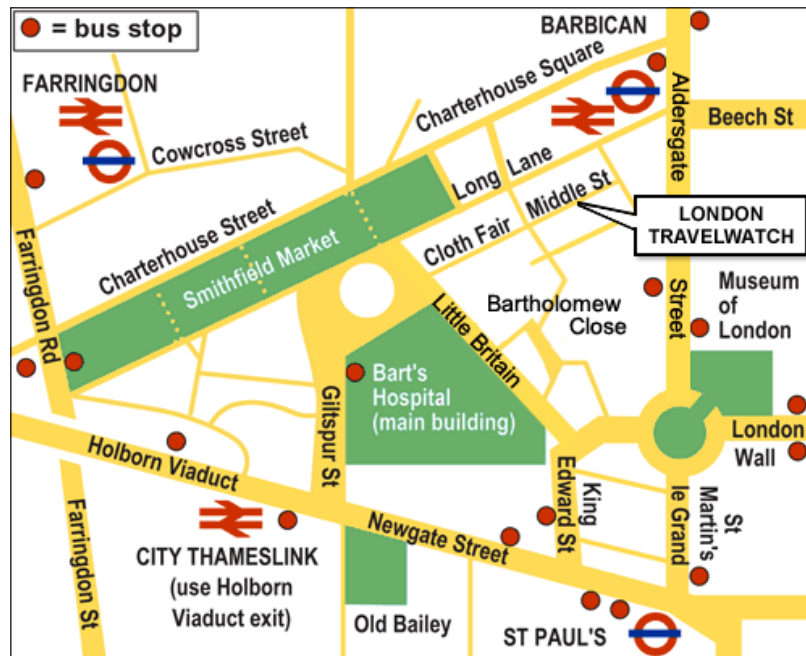 = bus stop
BARBICAN
FARRINGDON
Charterhouse Square
Aldersgate
Street
Beech St
Cowcross Street
Long Lane
Middle St
LONDON
TRAVELWATCH
Charterhouse Street
Smithfield Market
Cloth Fair
Farringdon Rd
Little Britain
Bartholomew
Close
Museum
of
London
Bart's
Hospital
(main building)
Giltspur St
Holborn Viaduct
London
Wall
King
Edward St
St
Martin's
le Grand
Farringdon St
CITY THAMESLINK
(use Holborn
Viaduct exit)
Newgate Street
Old Bailey
ST PAUL'S